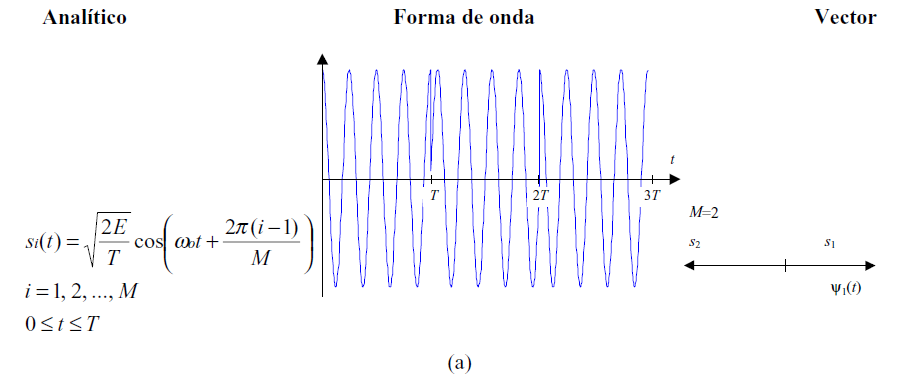 Analítico Forma de onda Vector
t
T 2T 3T
M=2
si(t) = √(2E/T) cos(ω₀t + 2π(i−1)/M)
s₂ s₁
i = 1, 2, ..., M
ψ₁(t)
0 ≤ t ≤ T
(a)